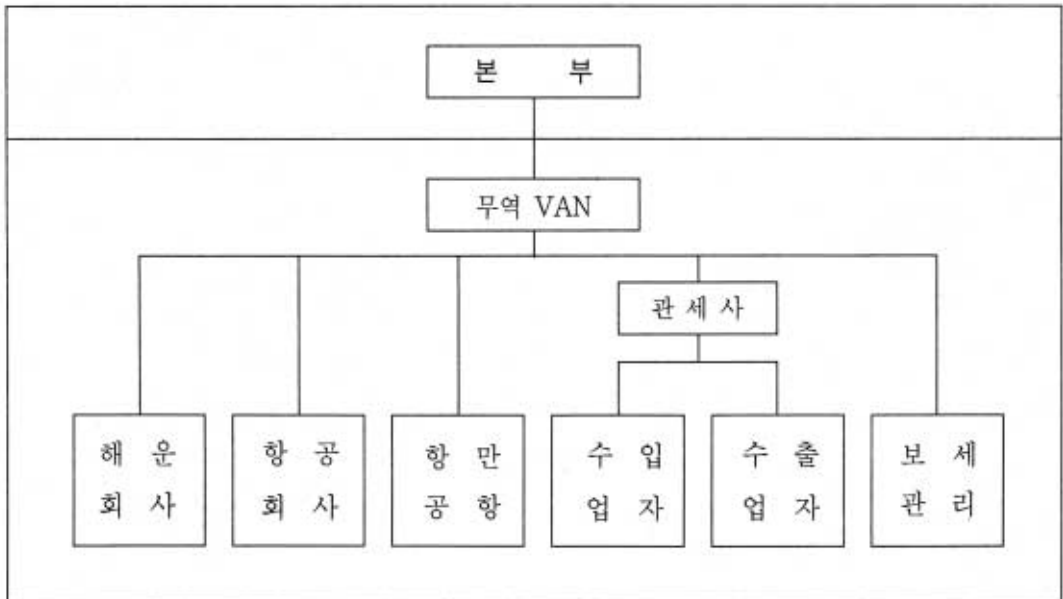 본 부
무역 VAN
관 세 사
해 운
회 사
항 공
회 사
항 만
공 항
수 입
업 자
수 출
업 자
보 세
관 리